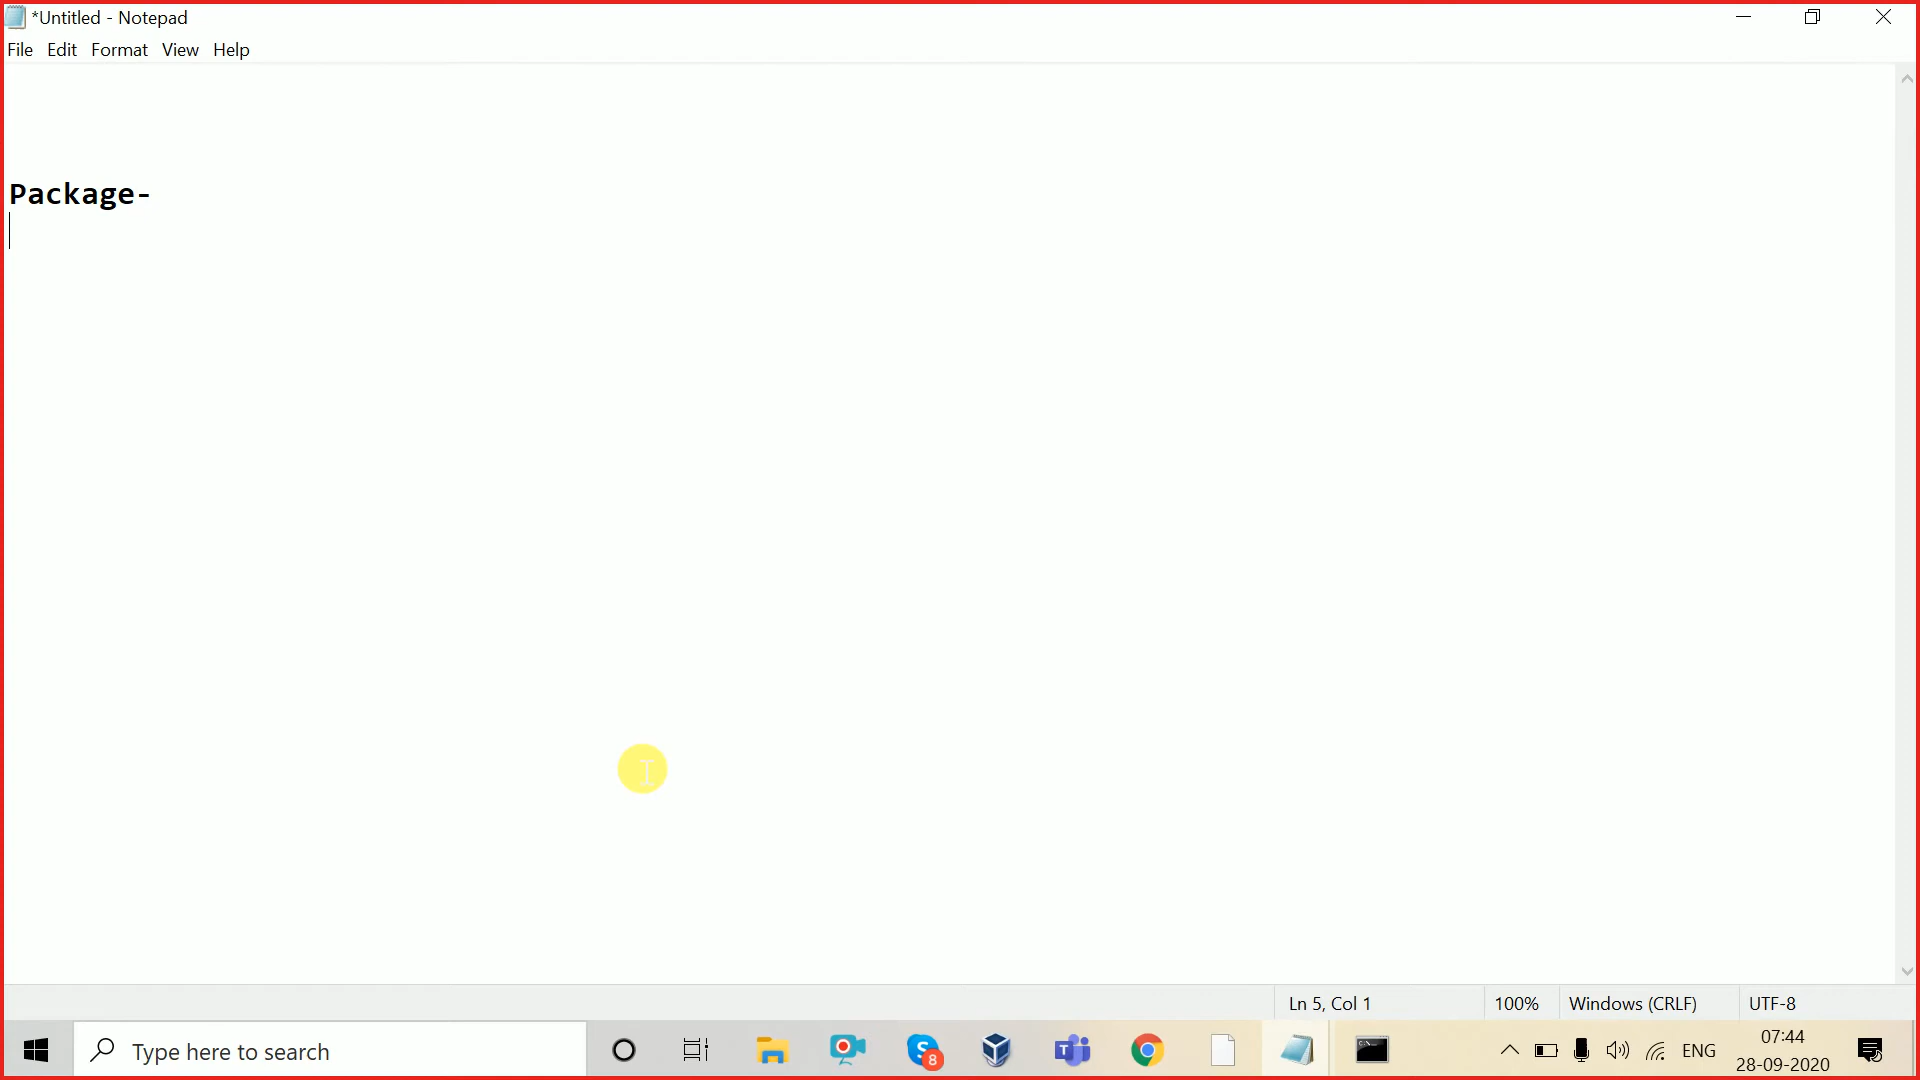 *Untitled - Notepad
File Edit Format View Help
Package-
Ln 5, Col 1 100% Windows (CRLF) UTF-8
Type here to search
S 8
T
C:\
ENG
07:44
28-09-2020